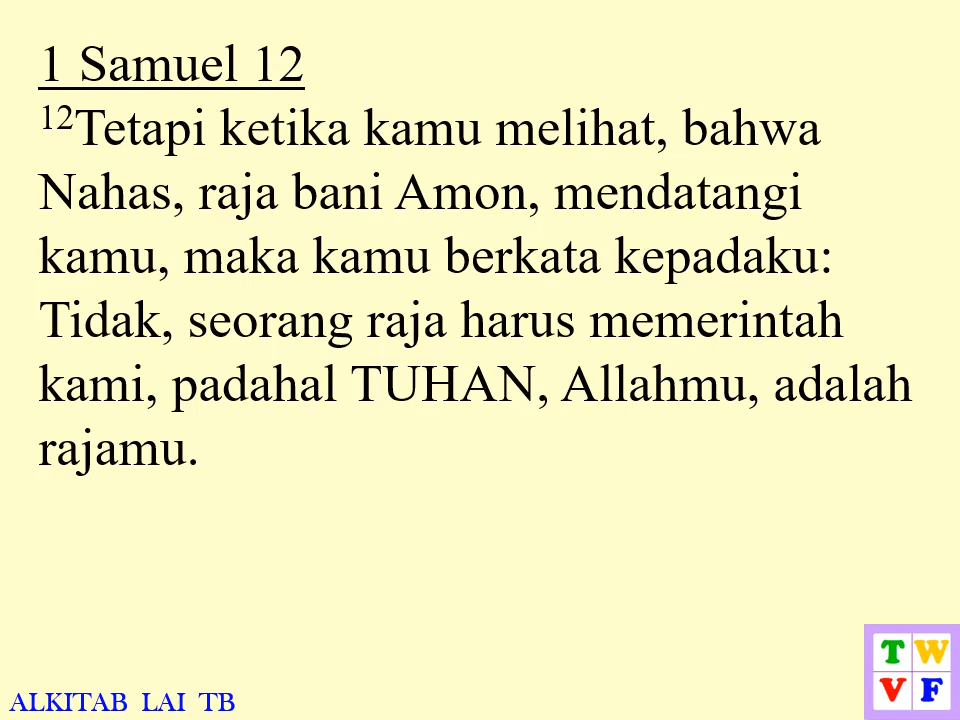 1 Samuel 12
12Tetapi ketika kamu melihat, bahwa
Nahas, raja bani Amon, mendatangi
kamu, maka kamu berkata kepadaku:
Tidak, seorang raja harus memerintah
kami, padahal TUHAN, Allahmu, adalah
rajamu.
ALKITAB LAI TB
T W
V F